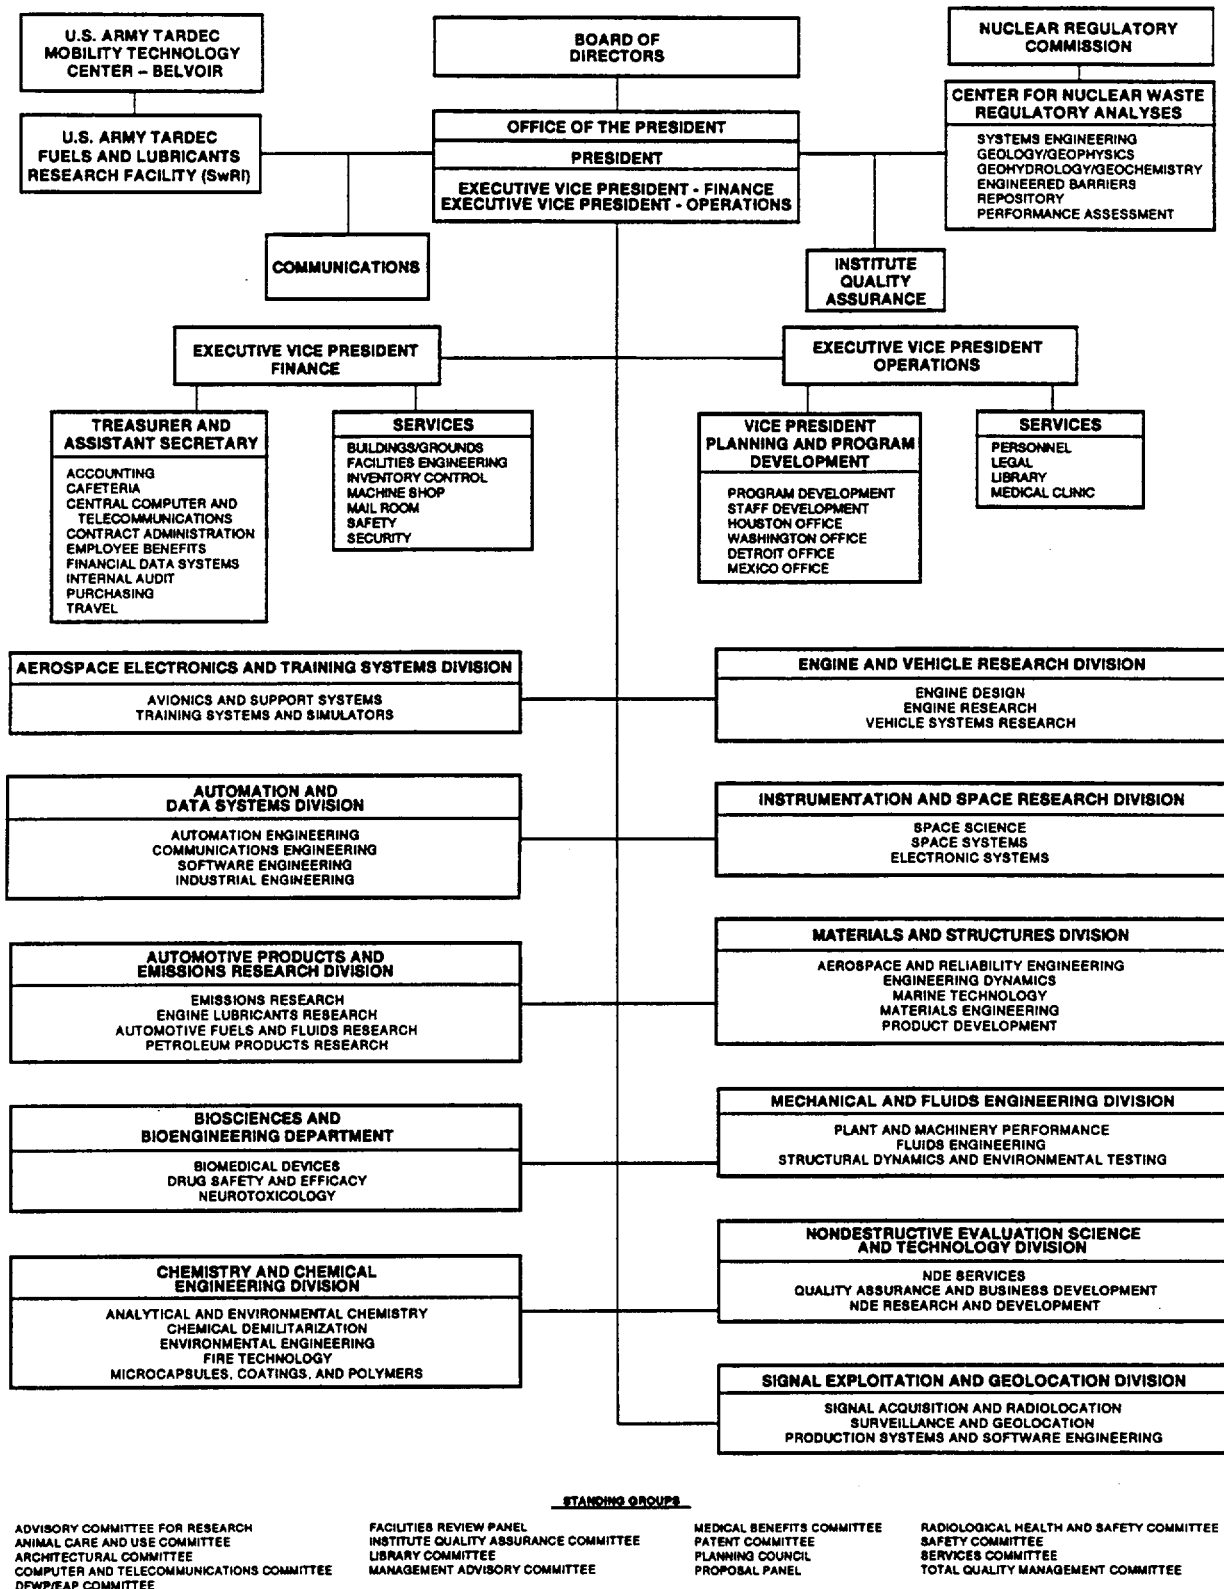 U.S. ARMY TARDEC
MOBILITY TECHNOLOGY
CENTER – BELVOIR
BOARD OF
DIRECTORS
NUCLEAR REGULATORY
COMMISSION
U.S. ARMY TARDEC
FUELS AND LUBRICANTS
RESEARCH FACILITY (SwRI)
OFFICE OF THE PRESIDENT
PRESIDENT
EXECUTIVE VICE PRESIDENT - FINANCE
EXECUTIVE VICE PRESIDENT - OPERATIONS
CENTER FOR NUCLEAR WASTE
REGULATORY ANALYSES
SYSTEMS ENGINEERING
GEOLOGY/GEOPHYSICS
GEOHYDROLOGY/GEOCHEMISTRY
ENGINEERED BARRIERS
REPOSITORY
PERFORMANCE ASSESSMENT
COMMUNICATIONS
INSTITUTE
QUALITY
ASSURANCE
EXECUTIVE VICE PRESIDENT
FINANCE
EXECUTIVE VICE PRESIDENT
OPERATIONS
TREASURER AND
ASSISTANT SECRETARY
ACCOUNTING
CAFETERIA
CENTRAL COMPUTER AND
TELECOMMUNICATIONS
CONTRACT ADMINISTRATION
EMPLOYEE BENEFITS
FINANCIAL DATA SYSTEMS
INTERNAL AUDIT
PURCHASING
TRAVEL
SERVICES
BUILDINGS/GROUNDS
FACILITIES ENGINEERING
INVENTORY CONTROL
MACHINE SHOP
MAIL ROOM
SAFETY
SECURITY
VICE PRESIDENT
PLANNING AND PROGRAM
DEVELOPMENT
PROGRAM DEVELOPMENT
STAFF DEVELOPMENT
HOUSTON OFFICE
WASHINGTON OFFICE
DETROIT OFFICE
MEXICO OFFICE
SERVICES
PERSONNEL
LEGAL
LIBRARY
MEDICAL CLINIC
AEROSPACE ELECTRONICS AND TRAINING SYSTEMS DIVISION
AVIONICS AND SUPPORT SYSTEMS
TRAINING SYSTEMS AND SIMULATORS
ENGINE AND VEHICLE RESEARCH DIVISION
ENGINE DESIGN
ENGINE RESEARCH
VEHICLE SYSTEMS RESEARCH
AUTOMATION AND
DATA SYSTEMS DIVISION
AUTOMATION ENGINEERING
COMMUNICATIONS ENGINEERING
SOFTWARE ENGINEERING
INDUSTRIAL ENGINEERING
INSTRUMENTATION AND SPACE RESEARCH DIVISION
SPACE SCIENCE
SPACE SYSTEMS
ELECTRONIC SYSTEMS
AUTOMOTIVE PRODUCTS AND
EMISSIONS RESEARCH DIVISION
EMISSIONS RESEARCH
ENGINE LUBRICANTS RESEARCH
AUTOMOTIVE FUELS AND FLUIDS RESEARCH
PETROLEUM PRODUCTS RESEARCH
MATERIALS AND STRUCTURES DIVISION
AEROSPACE AND RELIABILITY ENGINEERING
ENGINEERING DYNAMICS
MARINE TECHNOLOGY
MATERIALS ENGINEERING
PRODUCT DEVELOPMENT
BIOSCIENCES AND
BIOENGINEERING DEPARTMENT
BIOMEDICAL DEVICES
DRUG SAFETY AND EFFICACY
NEUROTOXICOLOGY
MECHANICAL AND FLUIDS ENGINEERING DIVISION
PLANT AND MACHINERY PERFORMANCE
FLUIDS ENGINEERING
STRUCTURAL DYNAMICS AND ENVIRONMENTAL TESTING
CHEMISTRY AND CHEMICAL
ENGINEERING DIVISION
ANALYTICAL AND ENVIRONMENTAL CHEMISTRY
CHEMICAL DEMILITARIZATION
ENVIRONMENTAL ENGINEERING
FIRE TECHNOLOGY
MICROCAPSULES, COATINGS, AND POLYMERS
NONDESTRUCTIVE EVALUATION SCIENCE
AND TECHNOLOGY DIVISION
NDE SERVICES
QUALITY ASSURANCE AND BUSINESS DEVELOPMENT
NDE RESEARCH AND DEVELOPMENT
SIGNAL EXPLOITATION AND GEOLOCATION DIVISION
SIGNAL ACQUISITION AND RADIOLOCATION
SURVEILLANCE AND GEOLOCATION
PRODUCTION SYSTEMS AND SOFTWARE ENGINEERING
STANDING GROUPS
ADVISORY COMMITTEE FOR RESEARCH
ANIMAL CARE AND USE COMMITTEE
ARCHITECTURAL COMMITTEE
COMPUTER AND TELECOMMUNICATIONS COMMITTEE
DFWP/EAP COMMITTEE
FACILITIES REVIEW PANEL
INSTITUTE QUALITY ASSURANCE COMMITTEE
LIBRARY COMMITTEE
MANAGEMENT ADVISORY COMMITTEE
MEDICAL BENEFITS COMMITTEE
PATENT COMMITTEE
PLANNING COUNCIL
PROPOSAL PANEL
RADIOLOGICAL HEALTH AND SAFETY COMMITTEE
SAFETY COMMITTEE
SERVICES COMMITTEE
TOTAL QUALITY MANAGEMENT COMMITTEE